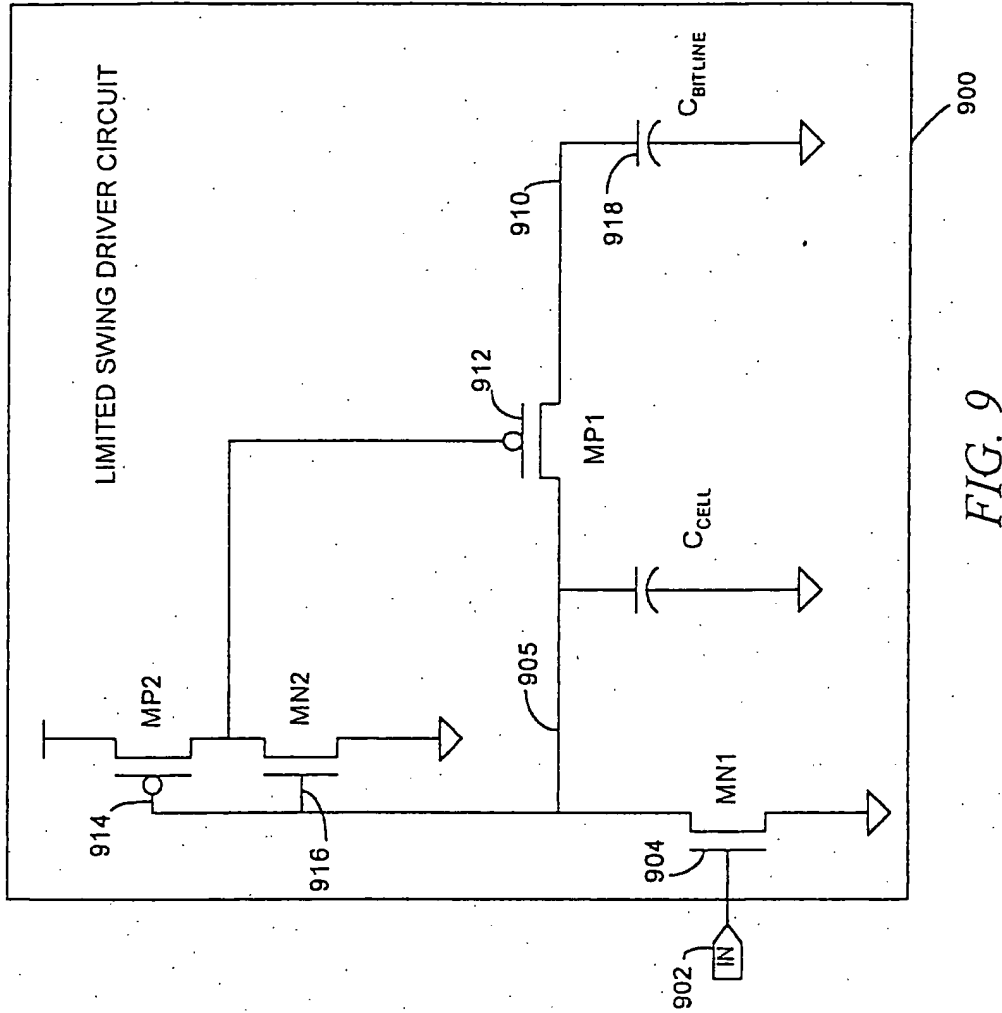 LIMITED SWING DRIVER CIRCUIT
MP2
914
MN2
916
912
MP1
910
918
C_BITLINE
905
C_CELL
MN1
904
902
IN
900
FIG. 9